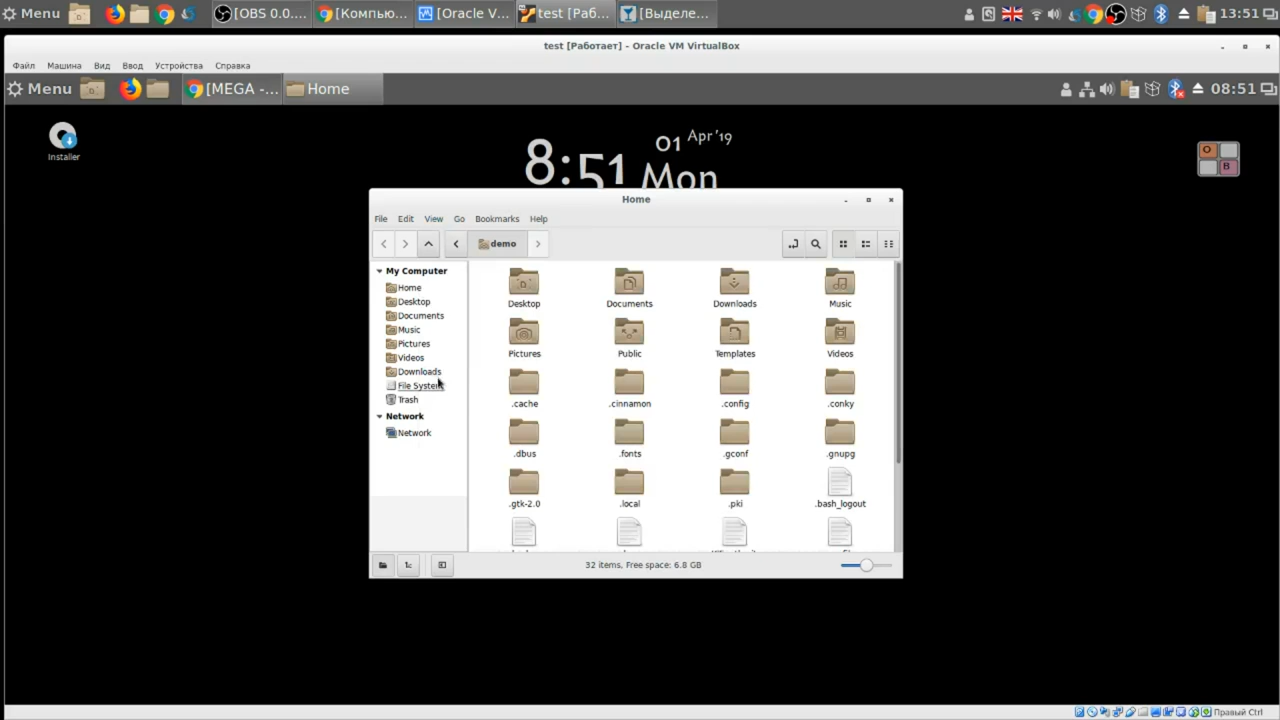 Menu [OBS 0.0.... [Компью... [Oracle V... test [Раб... [Выделе... 13:51
test [Работает] - Oracle VM VirtualBox
Файл Машина Вид Ввод Устройства Справка
Menu [MEGA -... Home 08:51
Installer
8:51 01 Apr '19
Mon
O
B
Home
File Edit View Go Bookmarks Help
demo
My Computer
Home
Desktop
Documents
Music
Pictures
Videos
Downloads
File System
Trash
Network
Network
Desktop Documents Downloads Music
Pictures Public Templates Videos
.cache .cinnamon .config .conky
.dbus .fonts .gconf .gnupg
.gtk-2.0 .local .pki .bash_logout
32 items, Free space: 6.8 GB
Правый Ctrl